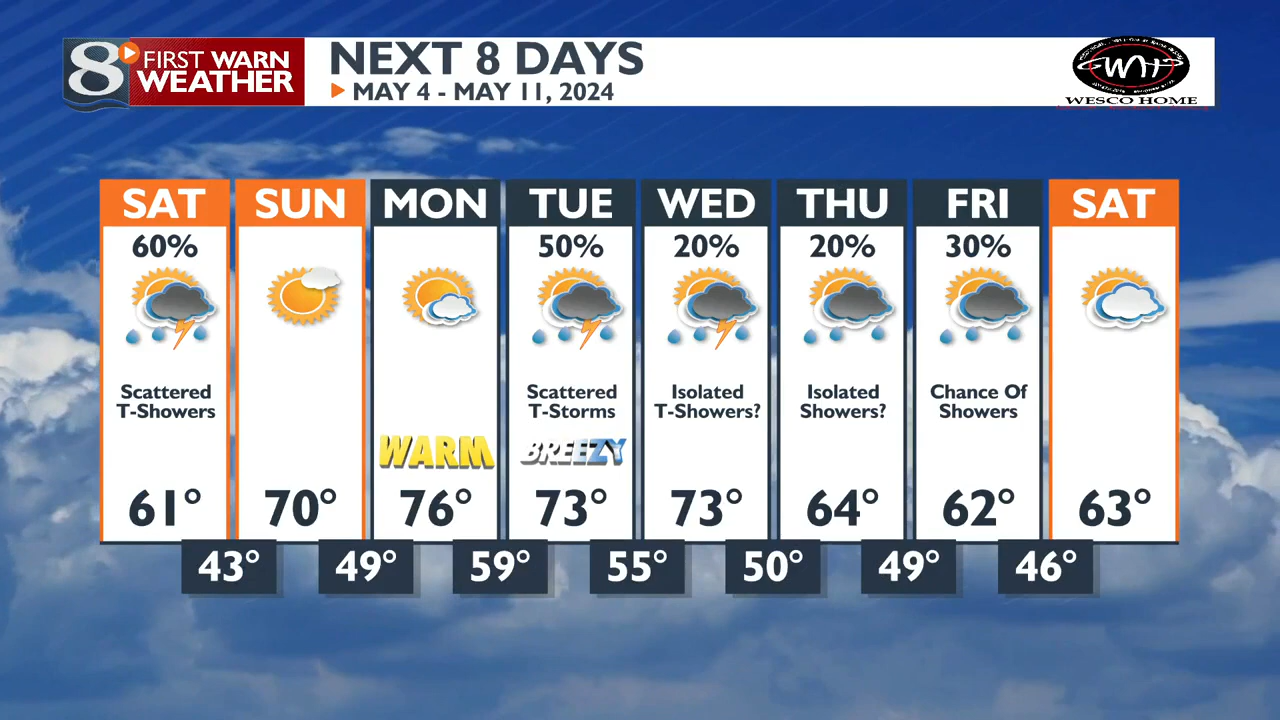 8 FIRST WARN
WEATHER
NEXT 8 DAYS
MAY 4 - MAY 11, 2024
WH
WESCO HOME
SAT SUN MON TUE WED THU FRI SAT
60% 50% 20% 20% 30%
Scattered
T-Showers
Scattered
T-Storms
Isolated
T-Showers?
Isolated
Showers?
Chance Of
Showers
WARM BREEZY
61° 70° 76° 73° 73° 64° 62° 63°
43° 49° 59° 55° 50° 49° 46°